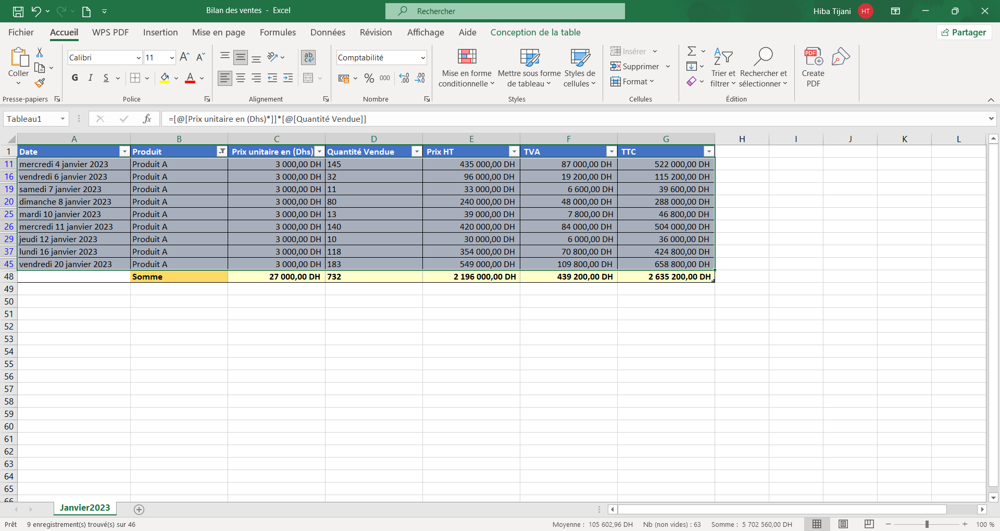 Bilan des ventes - Excel
Rechercher
Hiba Tijani HT
Fichier Accueil WPS PDF Insertion Mise en page Formules Données Révision Affichage Aide Conception de la table Partager
Coller
Calibri 11
G I S A
ab
Comptabilité
% 000
Mise en forme conditionnelle
Mettre sous forme de tableau
Styles de cellules
Insérer
Supprimer
Format
Trier et filtrer
Rechercher et sélectionner
Create PDF
Presse-papiers Police Alignement Nombre Styles Cellules Édition
Tableau1 fx =[@[Prix unitaire en (Dhs)*]]*[@[Quantité Vendue]]
A B C D E F G H I J K L
1 Date Produit Prix unitaire en (Dhs) Quantité Vendue Prix HT TVA TTC
11 mercredi 4 janvier 2023 Produit A 3 000,00 DH 145 435 000,00 DH 87 000,00 DH 522 000,00 DH
16 vendredi 6 janvier 2023 Produit A 3 000,00 DH 32 96 000,00 DH 19 200,00 DH 115 200,00 DH
19 samedi 7 janvier 2023 Produit A 3 000,00 DH 11 33 000,00 DH 6 600,00 DH 39 600,00 DH
20 dimanche 8 janvier 2023 Produit A 3 000,00 DH 80 240 000,00 DH 48 000,00 DH 288 000,00 DH
25 mardi 10 janvier 2023 Produit A 3 000,00 DH 13 39 000,00 DH 7 800,00 DH 46 800,00 DH
26 mercredi 11 janvier 2023 Produit A 3 000,00 DH 140 420 000,00 DH 84 000,00 DH 504 000,00 DH
29 jeudi 12 janvier 2023 Produit A 3 000,00 DH 10 30 000,00 DH 6 000,00 DH 36 000,00 DH
37 lundi 16 janvier 2023 Produit A 3 000,00 DH 118 354 000,00 DH 70 800,00 DH 424 800,00 DH
45 vendredi 20 janvier 2023 Produit A 3 000,00 DH 183 549 000,00 DH 109 800,00 DH 658 800,00 DH
48 Somme 27 000,00 DH 732 2 196 000,00 DH 439 200,00 DH 2 635 200,00 DH
49
50
51
52
53
54
55
56
57
58
59
60
61
62
63
64
65
66
Janvier2023
Prêt 9 enregistrement(s) trouvé(s) sur 46 Moyenne : 105 602,96 DH Nb (non vides) : 63 Somme : 5 702 560,00 DH 100 %